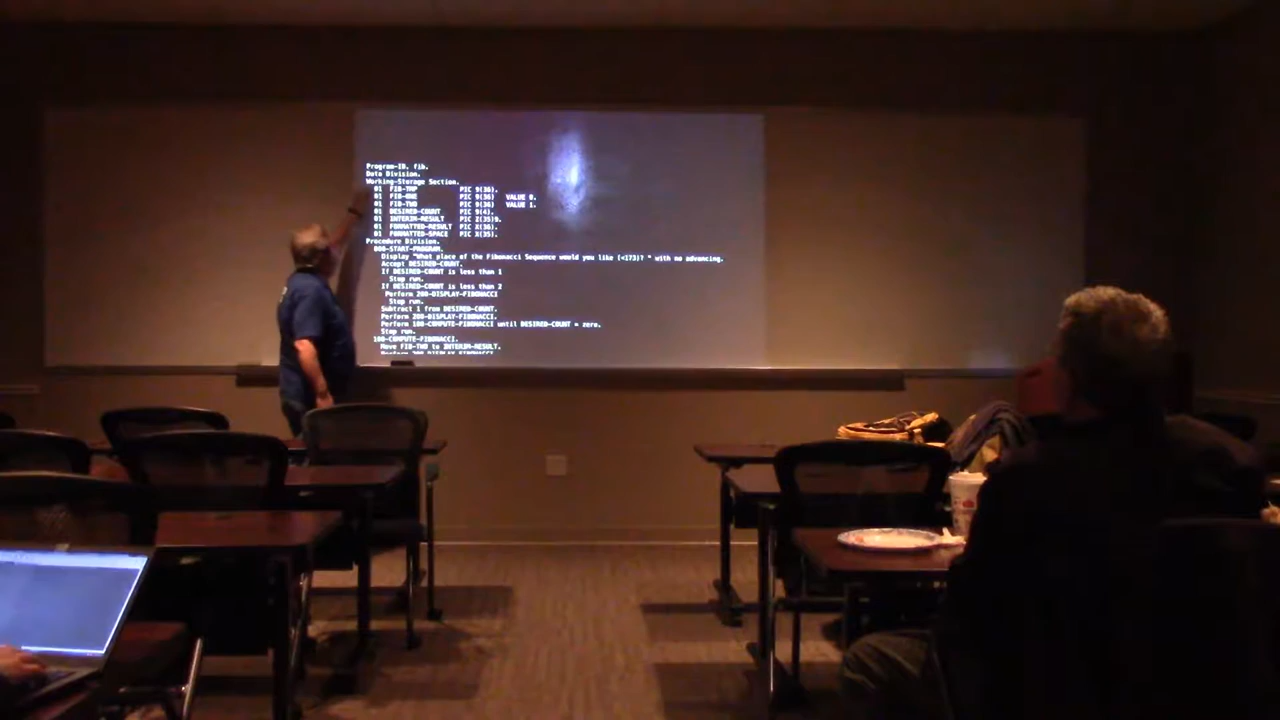 Program-ID. fib.
Data Division.
Working-Storage Section.
01 FIB-TMP PIC 9(36).
01 FIB-ONE PIC 9(36) VALUE 0.
01 FIB-TWO PIC 9(36) VALUE 1.
01 DESIRED-COUNT PIC 9(4).
01 INTERIM-RESULT PIC Z(35)9.
01 FORMATTED-RESULT PIC X(36).
01 FORMATTED-SPACE PIC X(35).
Procedure Division.
000-START-PROGRAM.
Display "What place of the Fibonacci Sequence would you like (<173)? " with no advancing.
Accept DESIRED-COUNT.
If DESIRED-COUNT is less than 1
Stop run.
If DESIRED-COUNT is less than 2
Perform 200-DISPLAY-FIBONACCI
Stop run.
Subtract 1 from DESIRED-COUNT.
Perform 200-DISPLAY-FIBONACCI.
Perform 100-COMPUTE-FIBONACCI until DESIRED-COUNT = zero.
Stop run.
100-COMPUTE-FIBONACCI.
Move FIB-TWO to INTERIM-RESULT.
Perform 200-DISPLAY-FIBONACCI.